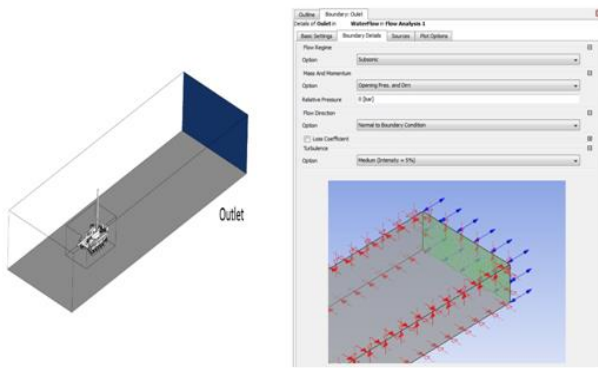 Outlet
Outline Boundary: Oulet
Details of Oulet in WaterFlow in Flow Analysis 1
Basic Settings Boundary Details Sources Plot Options
Flow Regime
Option Subsonic
Mass And Momentum
Option Opening Pres. and Dirn
Relative Pressure 0 [bar]
Flow Direction
Option Normal to Boundary Condition
Loss Coefficient
Turbulence
Option Medium (Intensity = 5%)